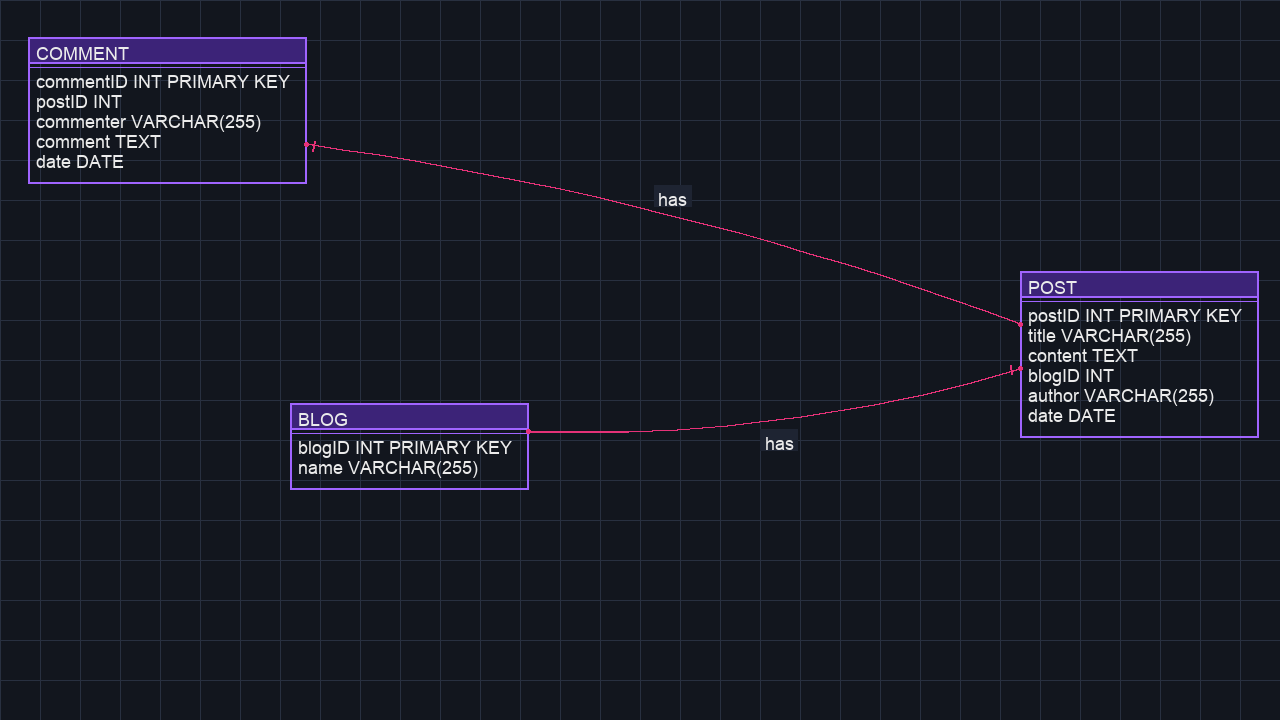 COMMENT
commentID INT PRIMARY KEY
postID INT
commenter VARCHAR(255)
comment TEXT
date DATE
has
POST
postID INT PRIMARY KEY
title VARCHAR(255)
content TEXT
blogID INT
author VARCHAR(255)
date DATE
BLOG
blogID INT PRIMARY KEY
name VARCHAR(255)
has